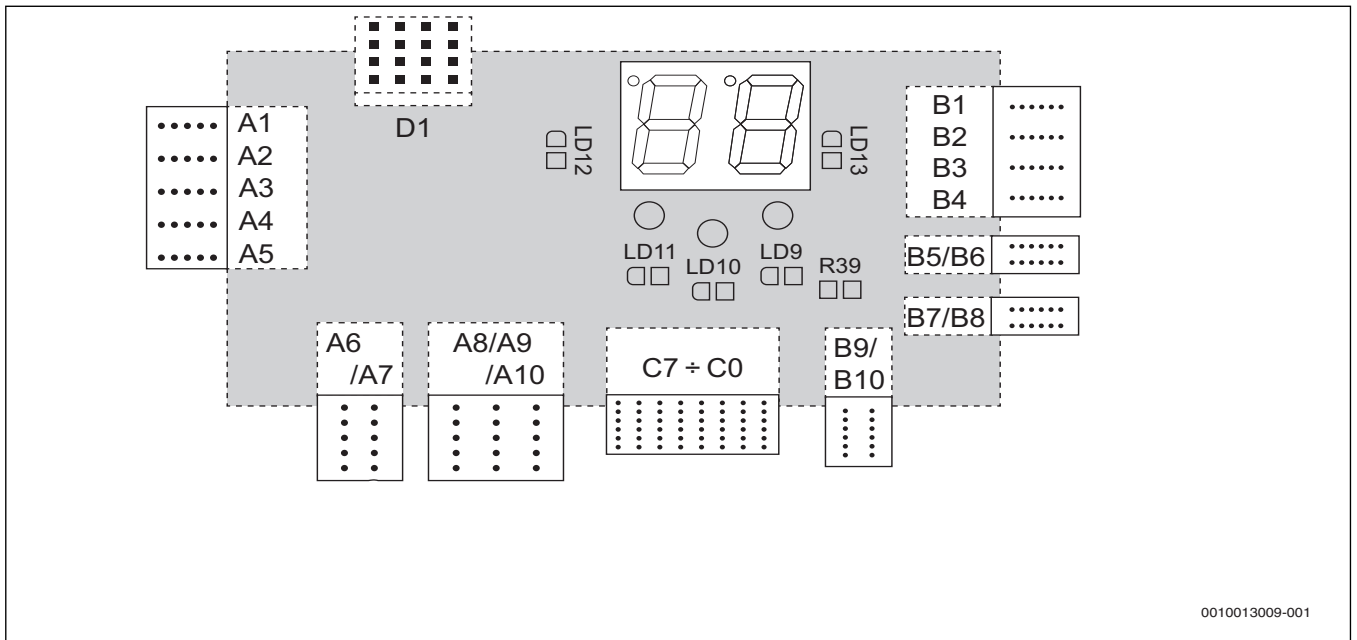 D1
A1
A2
A3
A4
A5
LD12
LD13
B1
B2
B3
B4
LD11
LD10
LD9
R39
B5/B6
B7/B8
A6
/A7
A8/A9
/A10
C7 ÷ C0
B9/
B10
0010013009-001